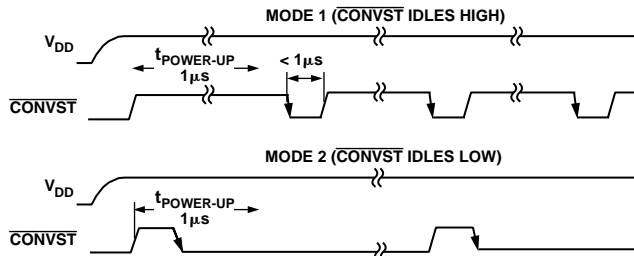 MODE 1 (CONVST IDLES HIGH)
VDD
tPOWER-UP
1µs
< 1µs
CONVST
MODE 2 (CONVST IDLES LOW)
VDD
tPOWER-UP
1µs
CONVST